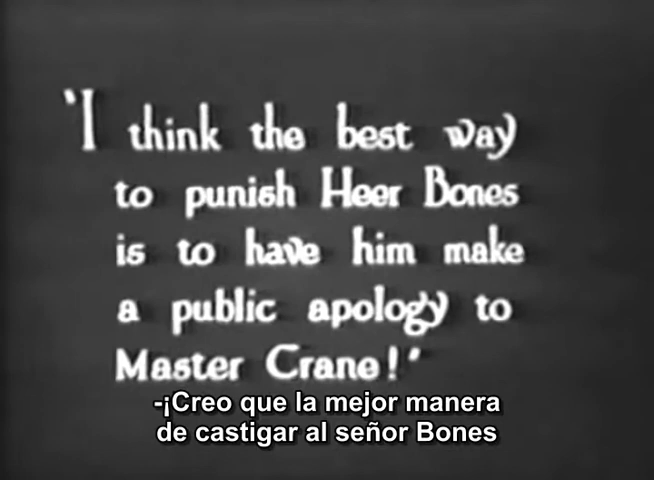 'I think the best way
to punish Heer Bones
is to have him make
a public apology to
Master Crane!'
-¡Creo que la mejor manera
de castigar al señor Bones